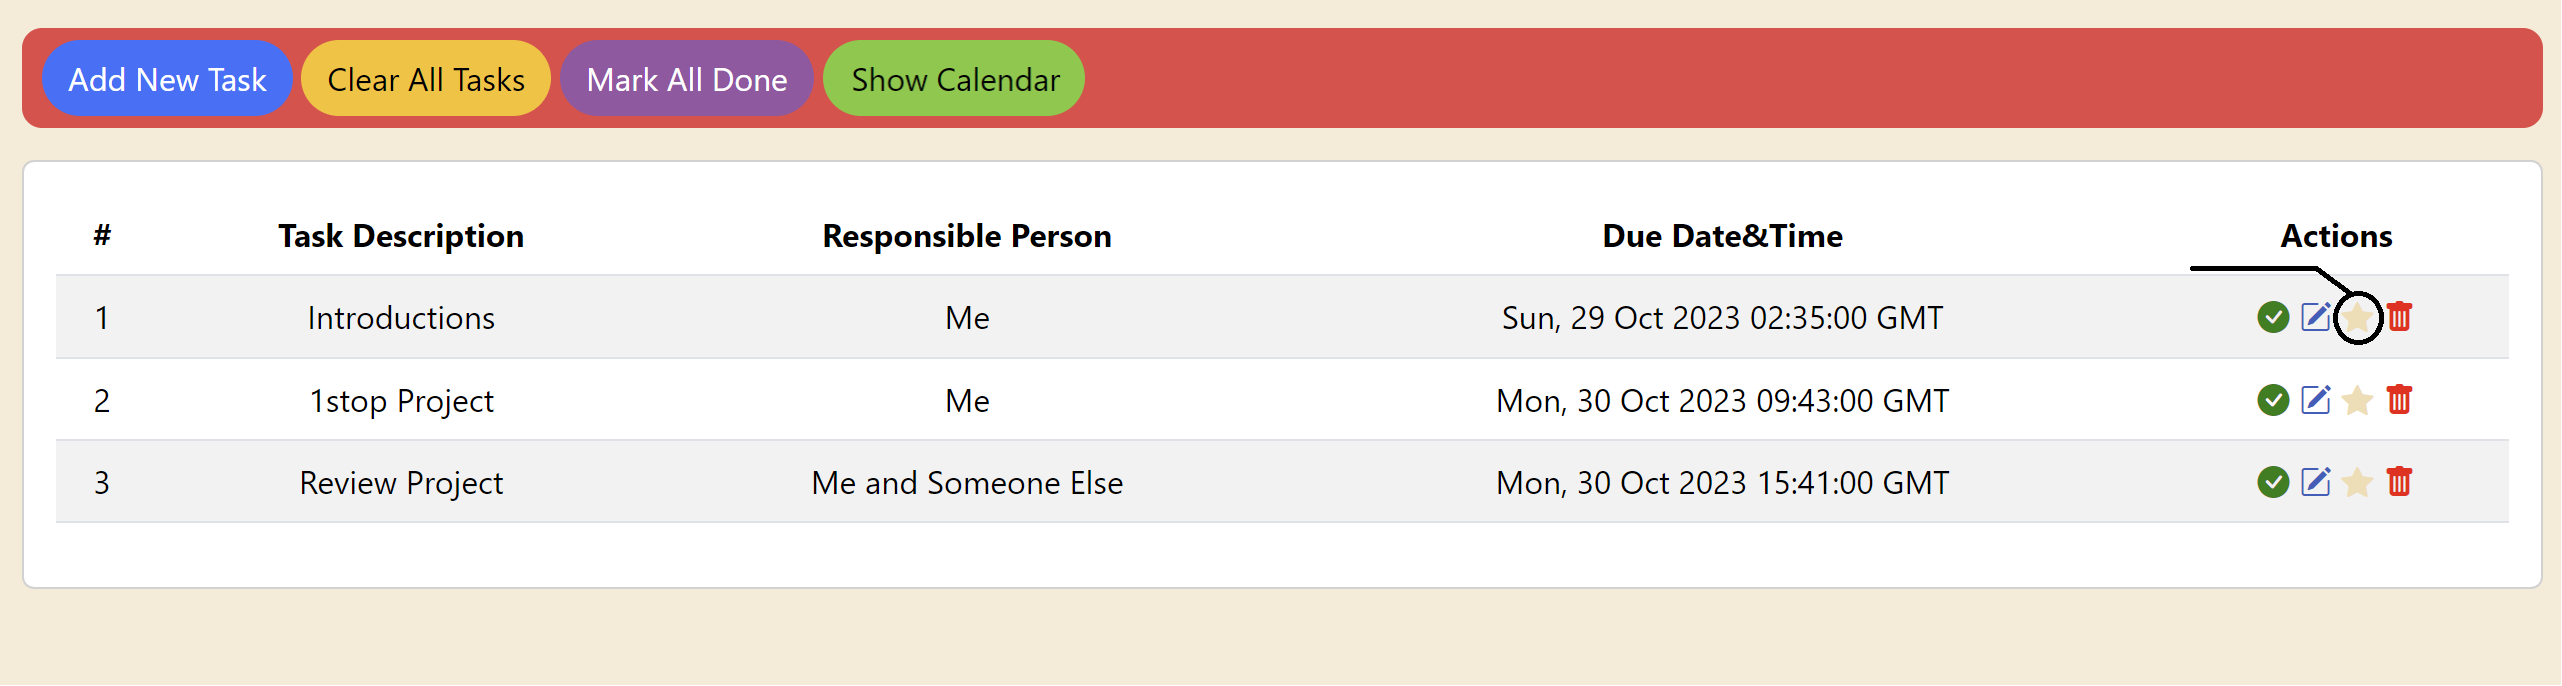 Add New Task Clear All Tasks Mark All Done Show Calendar
# Task Description Responsible Person Due Date&Time Actions
1 Introductions Me Sun, 29 Oct 2023 02:35:00 GMT
2 1stop Project Me Mon, 30 Oct 2023 09:43:00 GMT
3 Review Project Me and Someone Else Mon, 30 Oct 2023 15:41:00 GMT